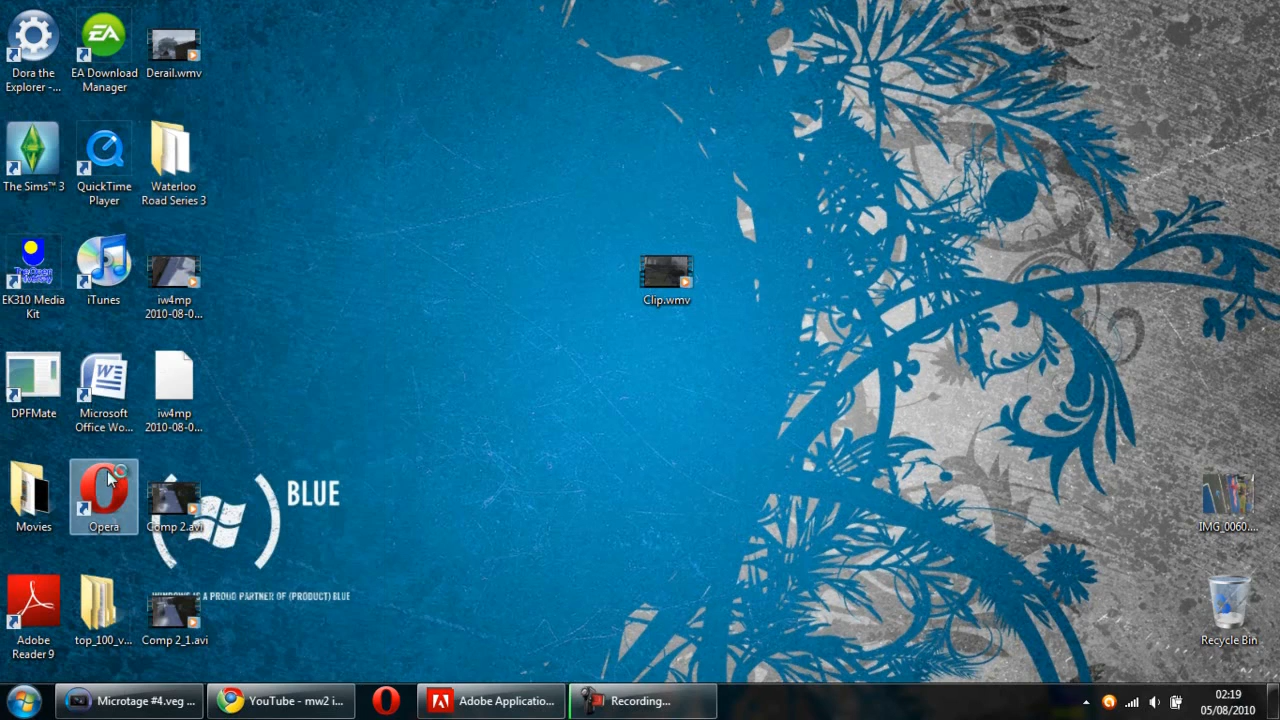 Dora the
Explorer -...
EA Download
Manager
Derail.wmv
The Sims™ 3
QuickTime
Player
Waterloo
Road Series 3
EK310 Media
Kit
iTunes
iw4mp
2010-08-0...
Clip.wmv
DPFMate
Microsoft
Office Wo...
iw4mp
2010-08-0...
Movies
Opera
Comp 2.avi
BLUE
IMG_0060....
WINDOWS IS A PROUD PARTNER OF (PRODUCT) BLUE
Adobe
Reader 9
top_100_v...
Comp 2_1.avi
Recycle Bin
Microtage #4.veg ...
YouTube - mw2 i...
Adobe Applicatio...
Recording...
02:19
05/08/2010